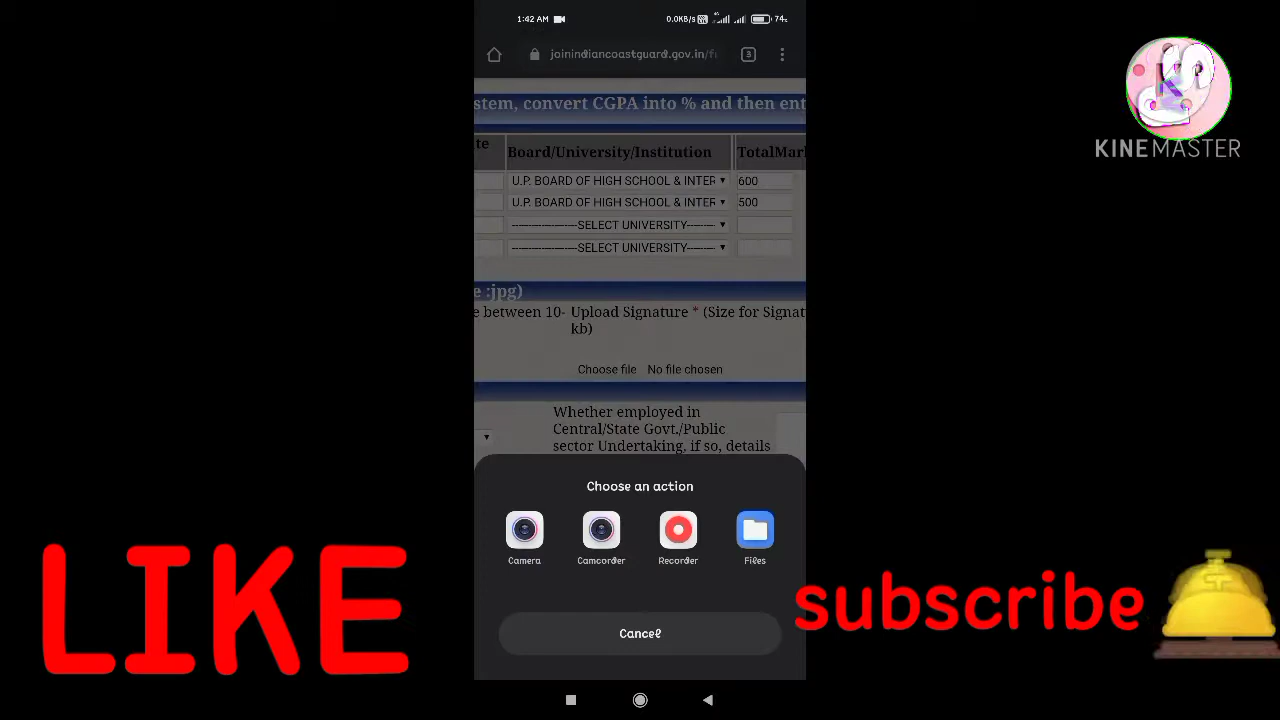 1:42 AM
0.0KB/s
4G
74%
joinindiancoastguard.gov.in/f
3
stem, convert CGPA into % and then ent
te
Board/University/Institution
TotalMar
U.P. BOARD OF HIGH SCHOOL & INTER
600
U.P. BOARD OF HIGH SCHOOL & INTER
500
--------------------SELECT UNIVERSITY---------
--------------------SELECT UNIVERSITY---------
e :jpg)
e between 10-
Upload Signature * (Size for Signat
kb)
Choose file
No file chosen
Whether employed in
Central/State Govt./Public
sector Undertaking, if so, details
Choose an action
Camera
Camcorder
Recorder
Files
Cancel
KINEMASTER
LIKE
subscribe